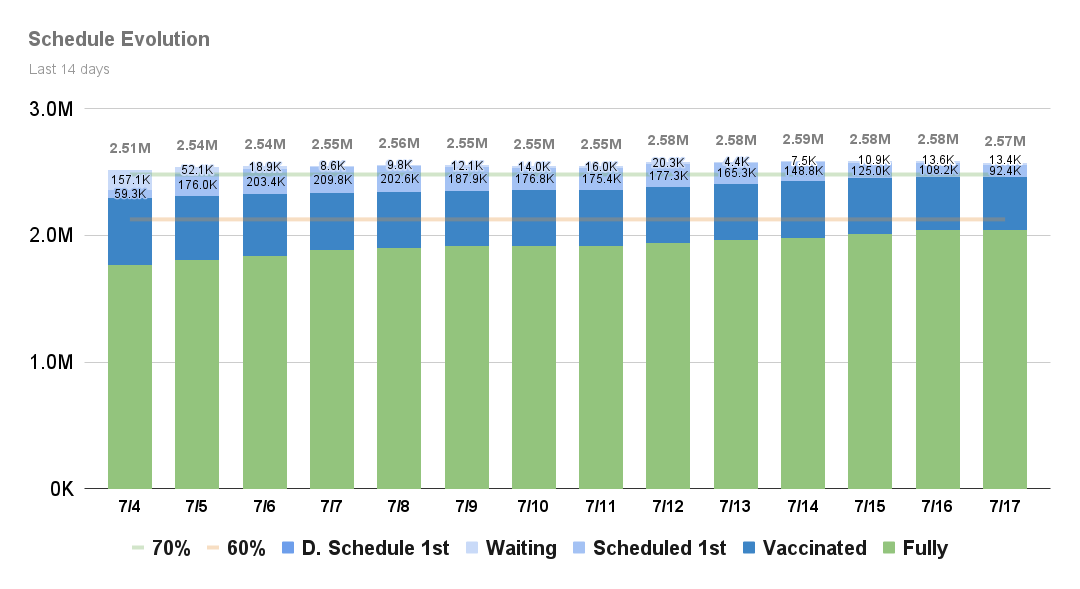 Schedule Evolution
Last 14 days
3.0M
2.51M 2.54M 2.54M 2.55M 2.56M 2.55M 2.55M 2.55M 2.58M 2.58M 2.59M 2.58M 2.58M 2.57M
157.1K 52.1K 18.9K 8.6K 9.8K 12.1K 14.0K 16.0K 20.3K 4.4K 7.5K 10.9K 13.6K 13.4K
59.3K 176.0K 203.4K 209.8K 202.6K 187.9K 176.8K 175.4K 177.3K 165.3K 148.8K 125.0K 108.2K 92.4K
2.0M
1.0M
0K
7/4 7/5 7/6 7/7 7/8 7/9 7/10 7/11 7/12 7/13 7/14 7/15 7/16 7/17
70% 60% D. Schedule 1st Waiting Scheduled 1st Vaccinated Fully